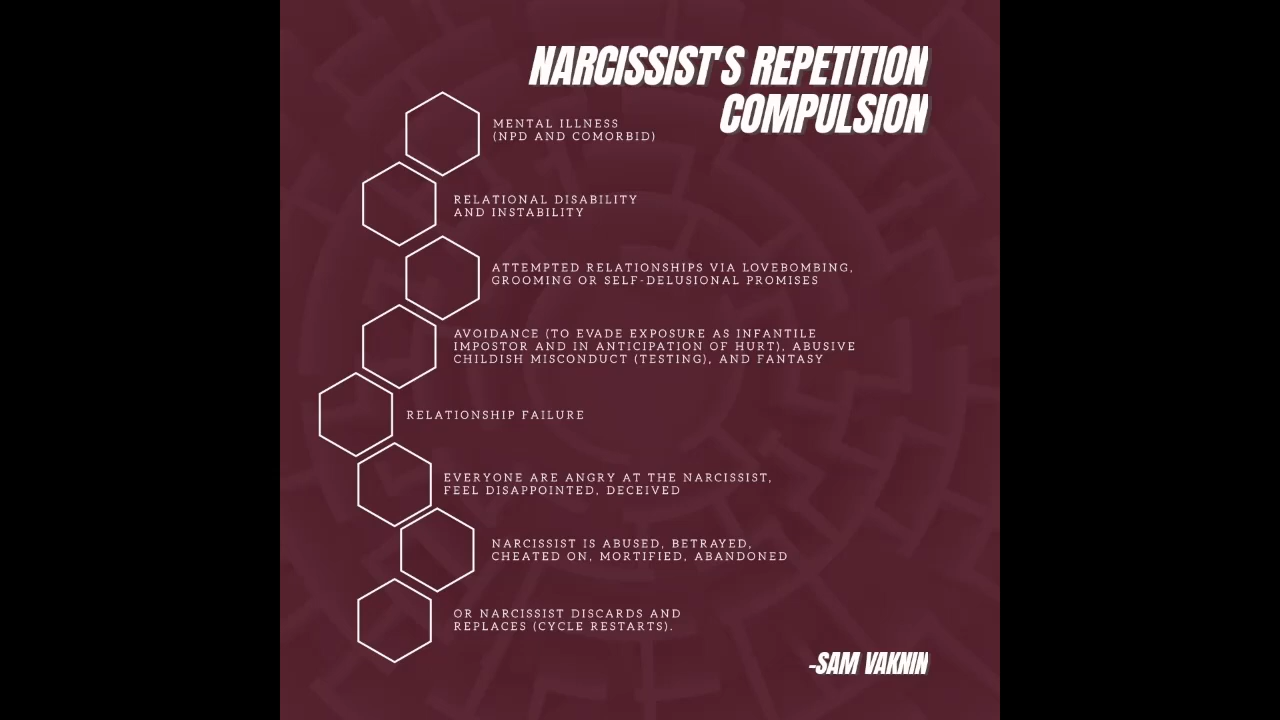 NARCISSIST'S REPETITION
COMPULSION
MENTAL ILLNESS
(NPD AND COMORBID)
RELATIONAL DISABILITY
AND INSTABILITY
ATTEMPTED RELATIONSHIPS VIA LOVEBOMBING,
GROOMING OR SELF-DELUSIONAL PROMISES
AVOIDANCE (TO EVADE EXPOSURE AS INFANTILE
IMPOSTOR AND IN ANTICIPATION OF HURT), ABUSIVE
CHILDISH MISCONDUCT (TESTING), AND FANTASY
RELATIONSHIP FAILURE
EVERYONE ARE ANGRY AT THE NARCISSIST,
FEEL DISAPPOINTED, DECEIVED
NARCISSIST IS ABUSED, BETRAYED,
CHEATED ON, MORTIFIED, ABANDONED
OR NARCISSIST DISCARDS AND
REPLACES (CYCLE RESTARTS).
-SAM VAKNIN